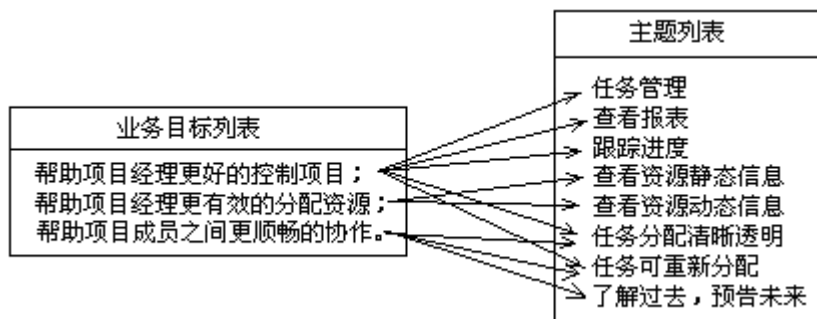 业务目标列表
帮助项目经理更好的控制项目；
帮助项目经理更有效的分配资源；
帮助项目成员之间更顺畅的协作。
主题列表
任务管理
查看报表
跟踪进度
查看资源静态信息
查看资源动态信息
任务分配清晰透明
任务可重新分配
了解过去，预告未来